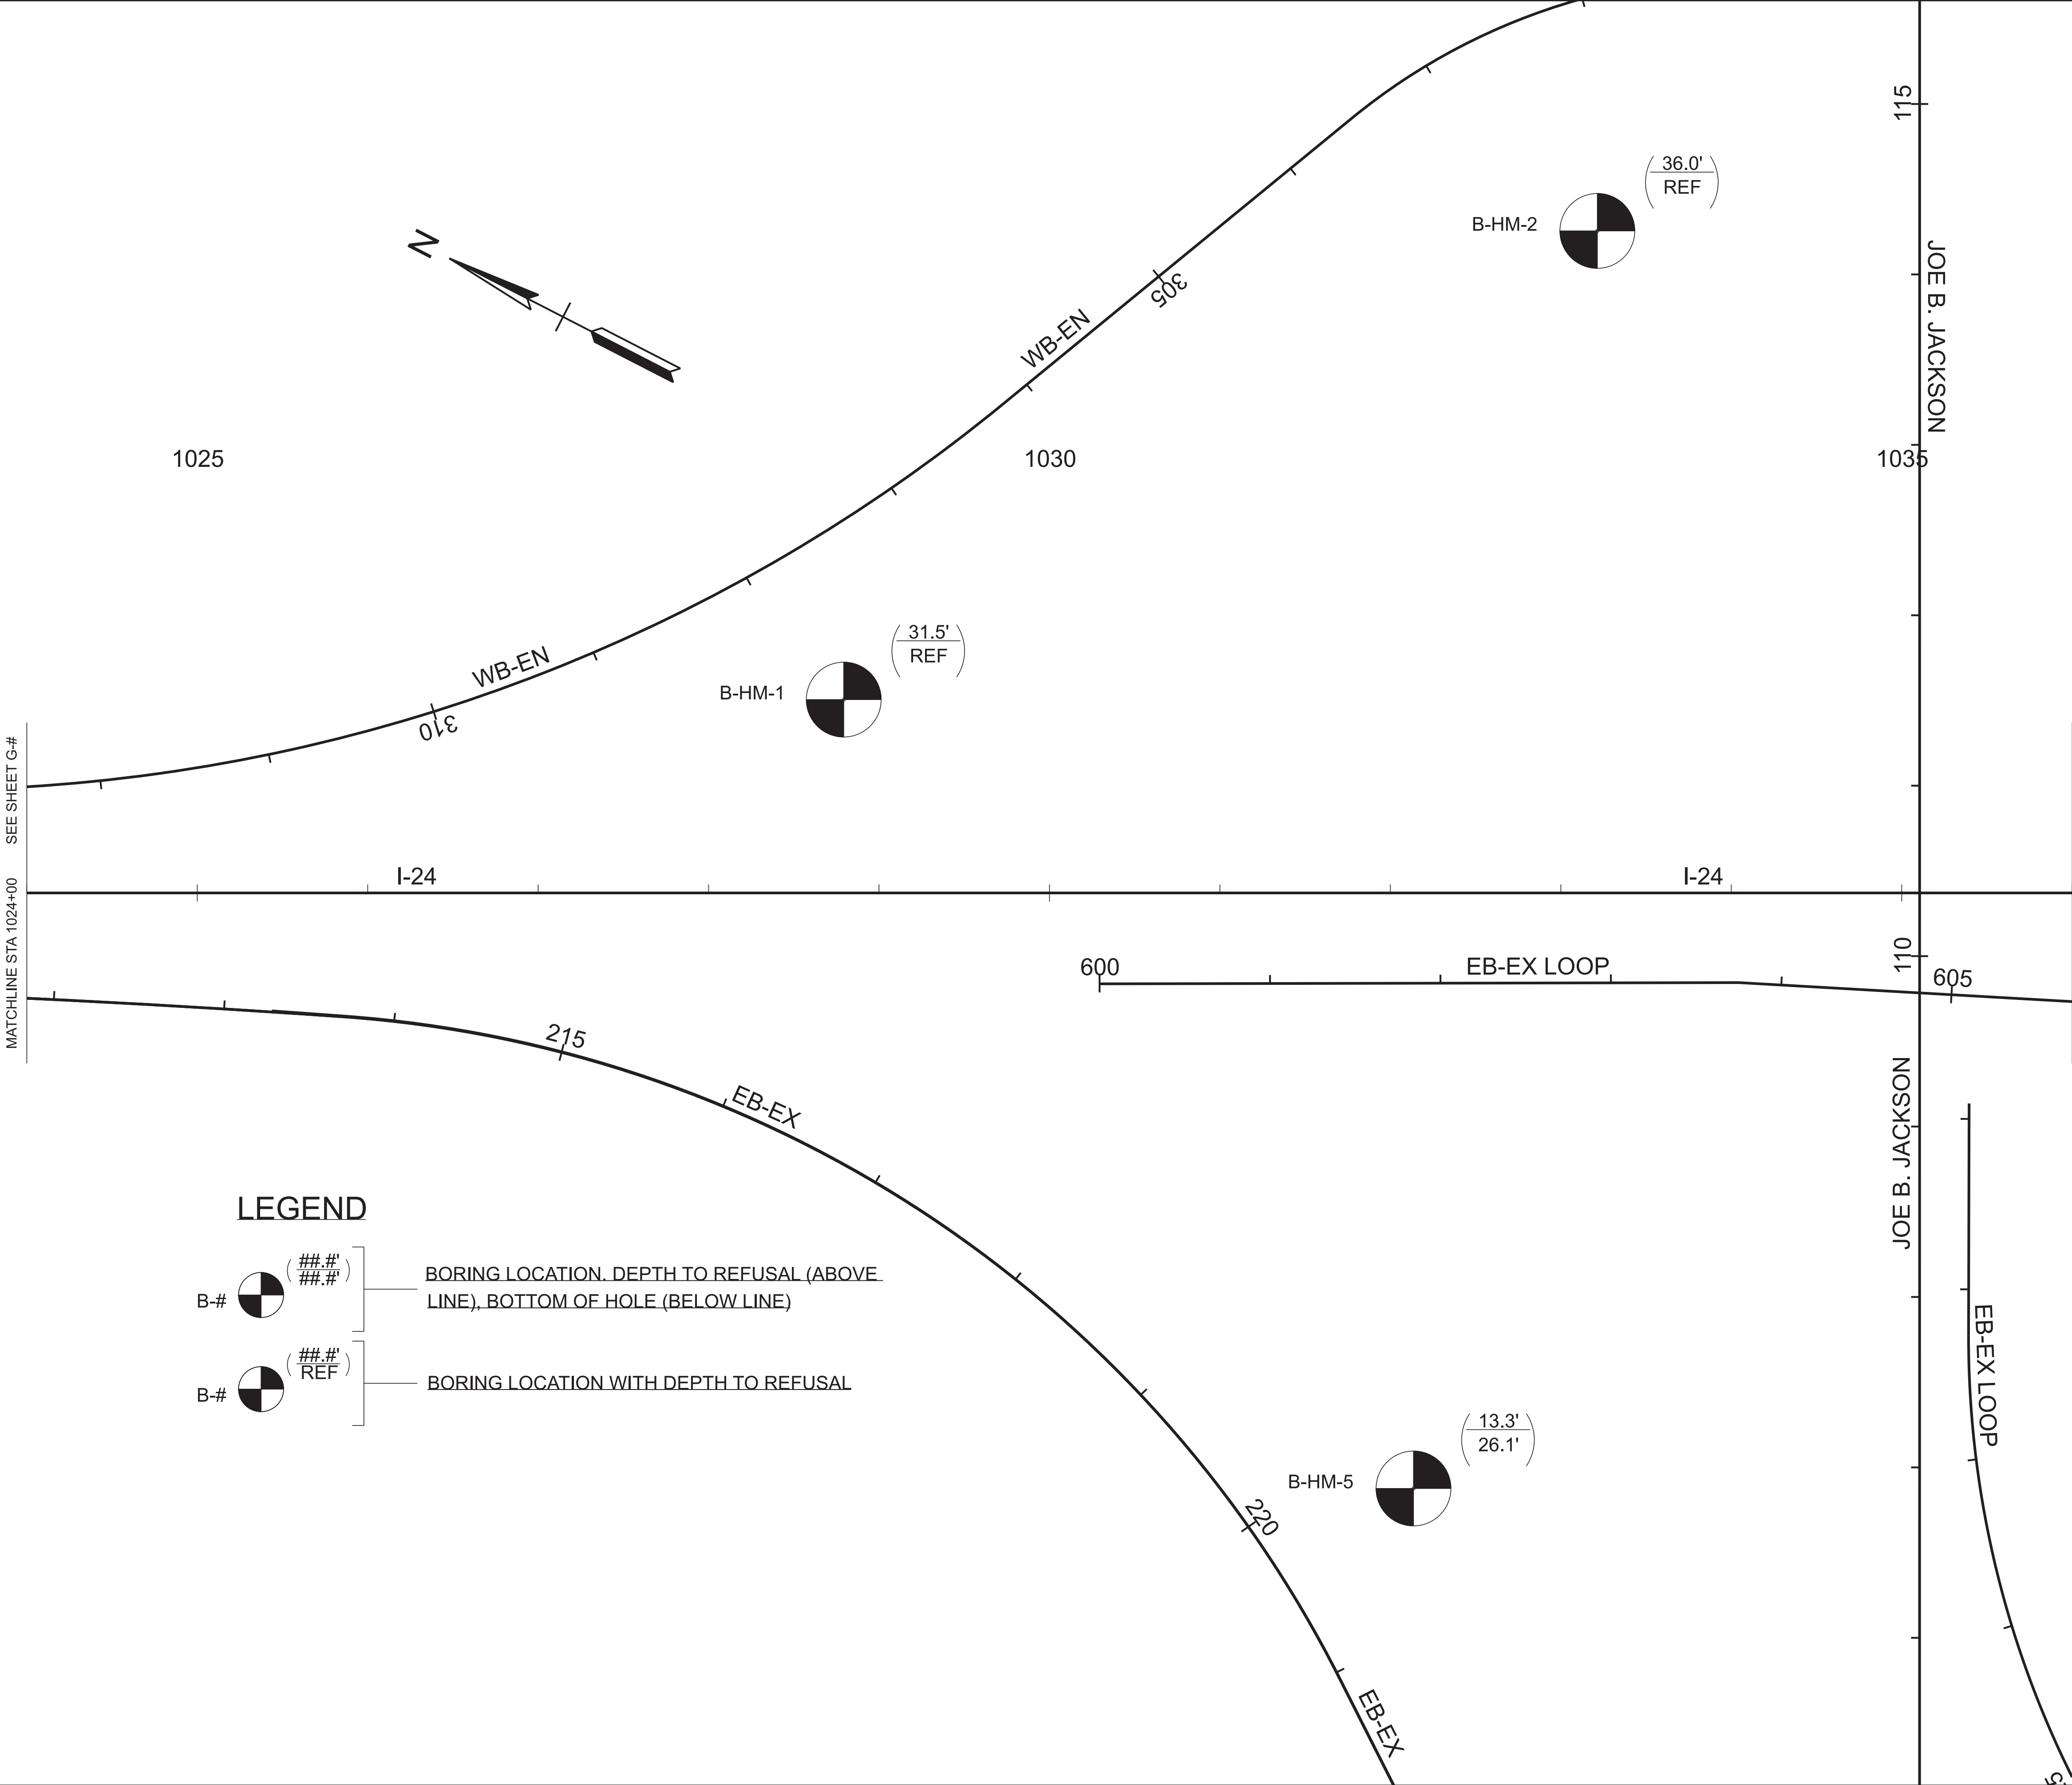 115
36.0'
REF
B-HM-2
N
JOE B. JACKSON
305
WB-EN
1025
1030
1035
31.5'
REF
B-HM-1
WB-EN
310
SEE SHEET G-#
MATCHLINE STA 1024+00
I-24
I-24
110
600
EB-EX LOOP
605
215
EB-EX
JOE B. JACKSON
LEGEND
##.#'
##.#'
B-#
BORING LOCATION. DEPTH TO REFUSAL (ABOVE
LINE), BOTTOM OF HOLE (BELOW LINE)
##.#'
REF
B-#
BORING LOCATION WITH DEPTH TO REFUSAL
EB-EX LOOP
13.3'
26.1'
B-HM-5
220
EB-EX